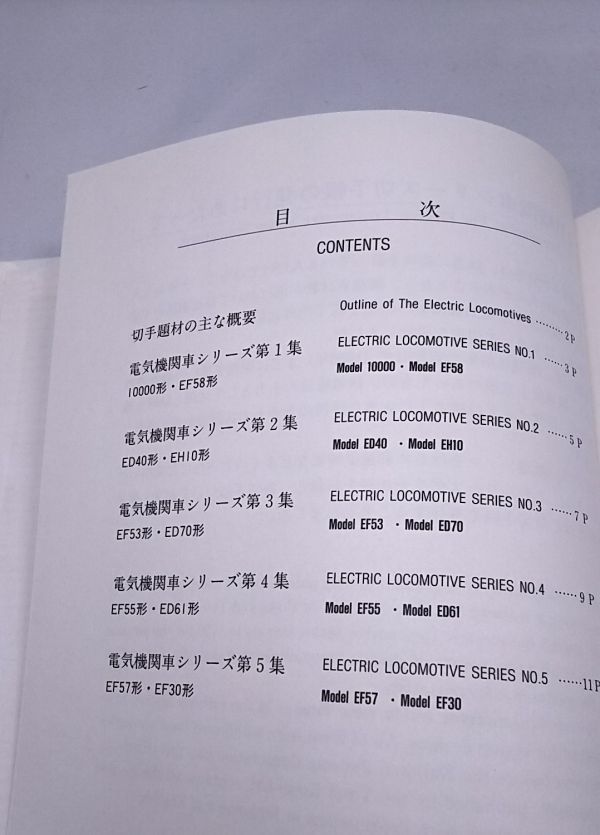 目 次
CONTENTS
切手題材の主な概要 Outline of The Electric Locomotives ………2P
電気機関車シリーズ第1集 ELECTRIC LOCOMOTIVE SERIES NO.1 ……3P
10000形・EF58形 Model 10000・Model EF58
電気機関車シリーズ第2集 ELECTRIC LOCOMOTIVE SERIES NO.2 ……5P
ED40形・EH10形 Model ED40 ・Model EH10
電気機関車シリーズ第3集 ELECTRIC LOCOMOTIVE SERIES NO.3 ……7P
EF53形・ED70形 Model EF53 ・Model ED70
電気機関車シリーズ第4集 ELECTRIC LOCOMOTIVE SERIES NO.4 ……9P
EF55形・ED61形 Model EF55 ・Model ED61
電気機関車シリーズ第5集 ELECTRIC LOCOMOTIVE SERIES NO.5 ……11P
EF57形・EF30形 Model EF57 ・Model EF30